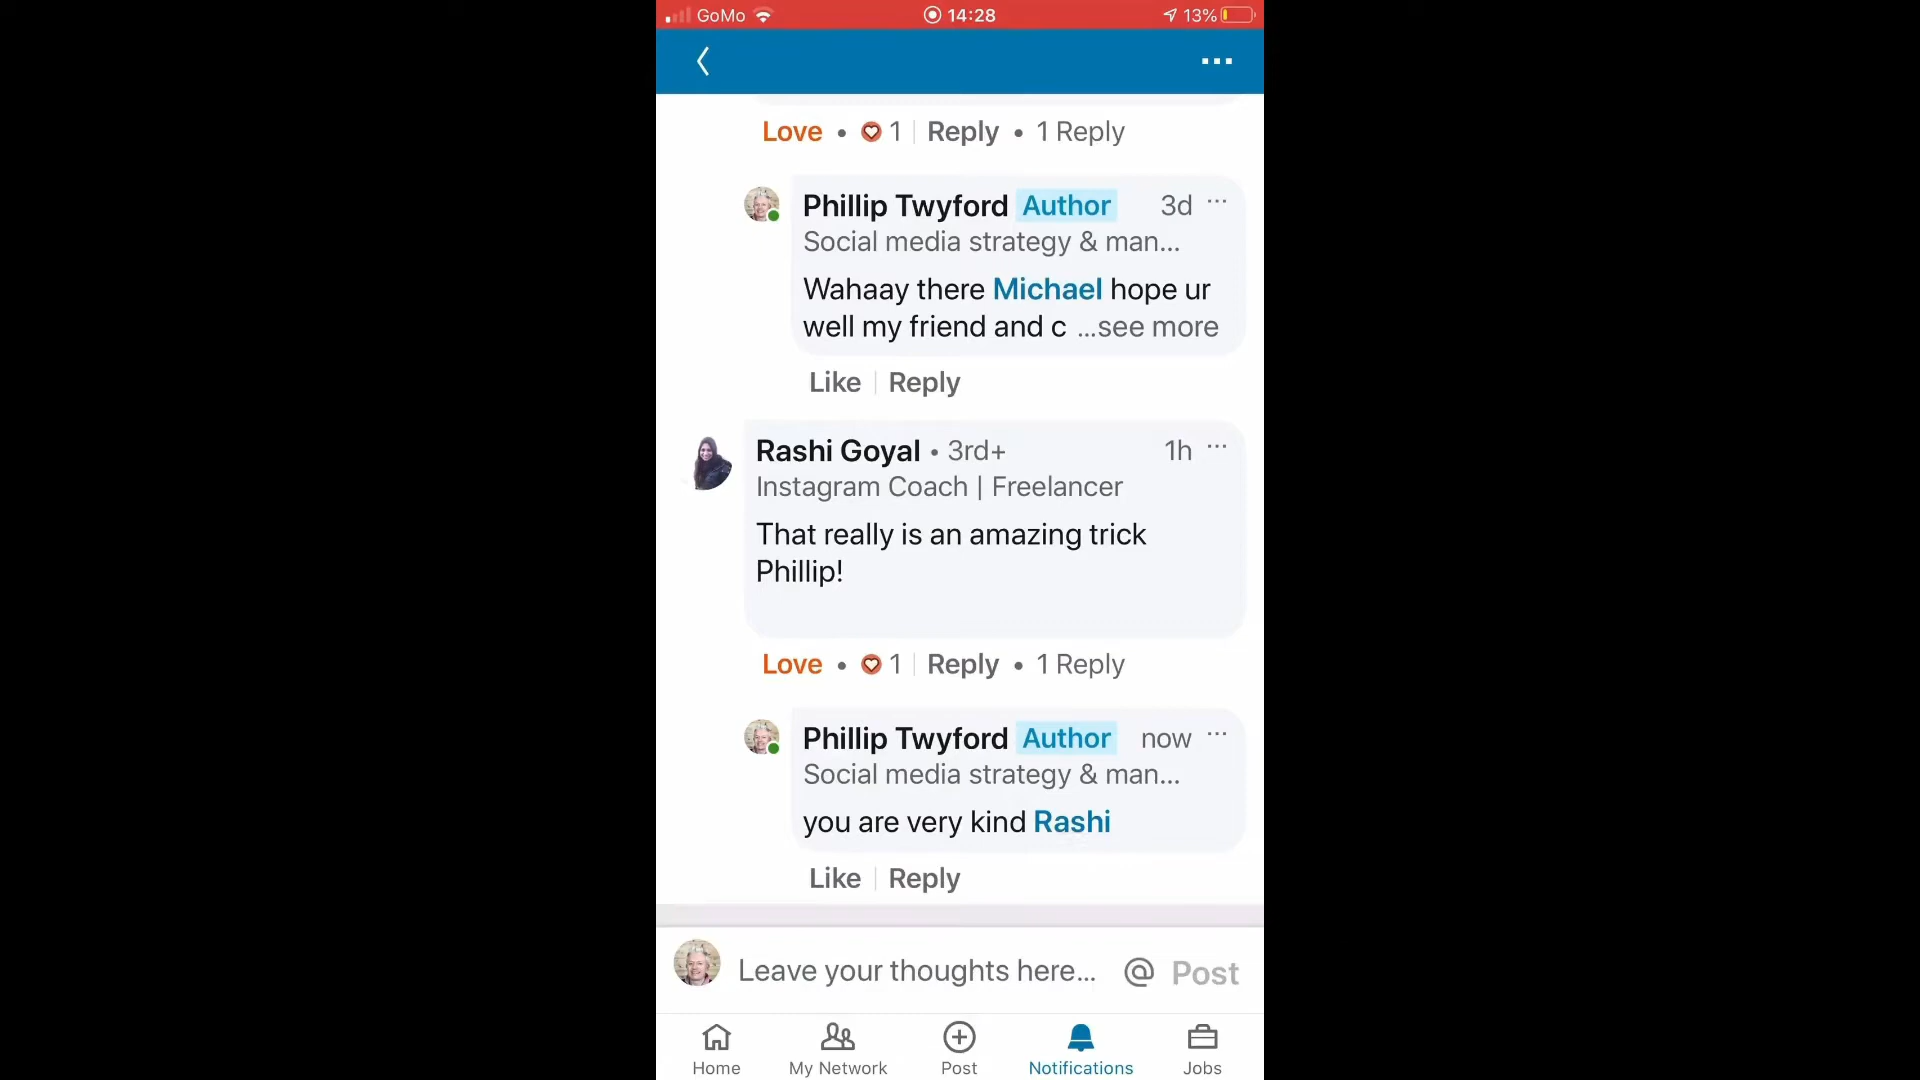 GoMo 14:28 13%
...
Love • 1 Reply • 1 Reply
Phillip Twyford Author 3d ...
Social media strategy & man...
Wahaay there Michael hope ur
well my friend and c ...see more
Like Reply
Rashi Goyal • 3rd+ 1h ...
Instagram Coach | Freelancer
That really is an amazing trick
Phillip!
Love • 1 Reply • 1 Reply
Phillip Twyford Author now ...
Social media strategy & man...
you are very kind Rashi
Like Reply
Leave your thoughts here... @ Post
Home My Network Post Notifications Jobs